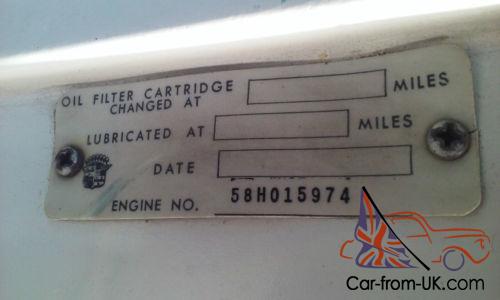 OIL FILTER CARTRIDGE
CHANGED AT
MILES
LUBRICATED AT
MILES
DATE
ENGINE NO.
58H015974
Car-from-UK.com